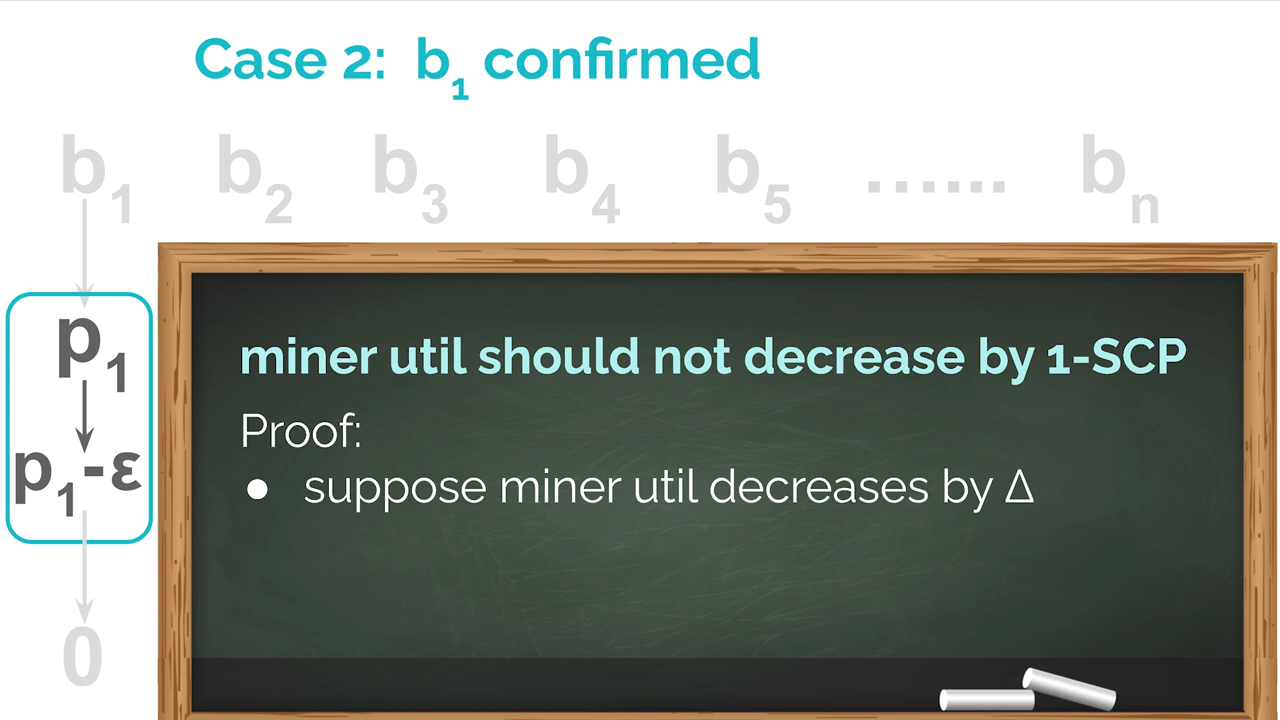 Case 2: b₁ confirmed
b₁ b₂ b₃ b₄ b₅ ...... bₙ
p₁
p₁-ε
0
miner util should not decrease by 1-SCP
Proof:
● suppose miner util decreases by Δ